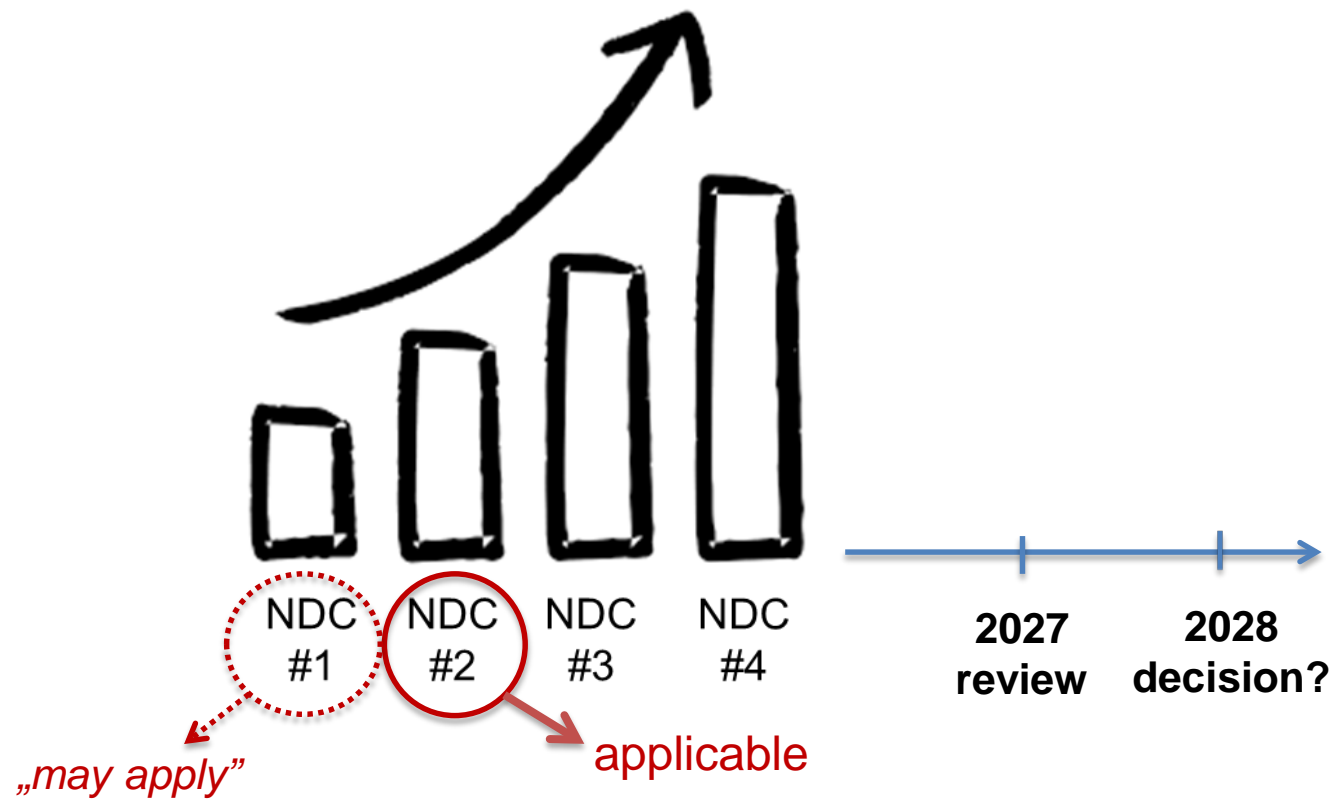 NDC NDC NDC NDC
#1 #2 #3 #4
2027 2028
review decision?
applicable
„may apply”